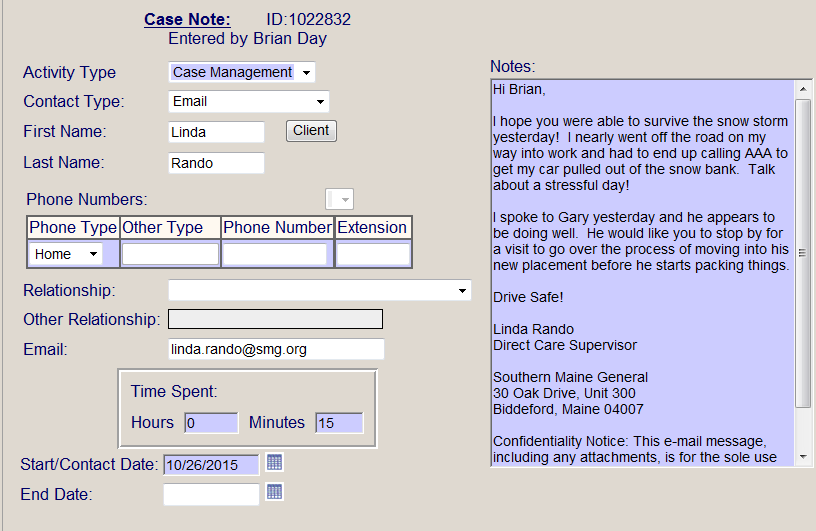 Case Note: ID:1022832
Entered by Brian Day
Activity Type Case Management
Contact Type: Email
First Name: Linda Client
Last Name: Rando
Phone Numbers:
Phone Type Other Type Phone Number Extension
Home
Relationship:
Other Relationship:
Email: linda.rando@smg.org
Time Spent:
Hours 0 Minutes 15
Start/Contact Date: 10/26/2015
End Date:
Notes:
Hi Brian,
I hope you were able to survive the snow storm
yesterday!  I nearly went off the road on my
way into work and had to end up calling AAA to
get my car pulled out of the snow bank.  Talk
about a stressful day!
I spoke to Gary yesterday and he appears to
be doing well.  He would like you to stop by for
a visit to go over the process of moving into his
new placement before he starts packing things.
Drive Safe!
Linda Rando
Direct Care Supervisor
Southern Maine General
30 Oak Drive, Unit 300
Biddeford, Maine 04007
Confidentiality Notice: This e-mail message,
including any attachments, is for the sole use